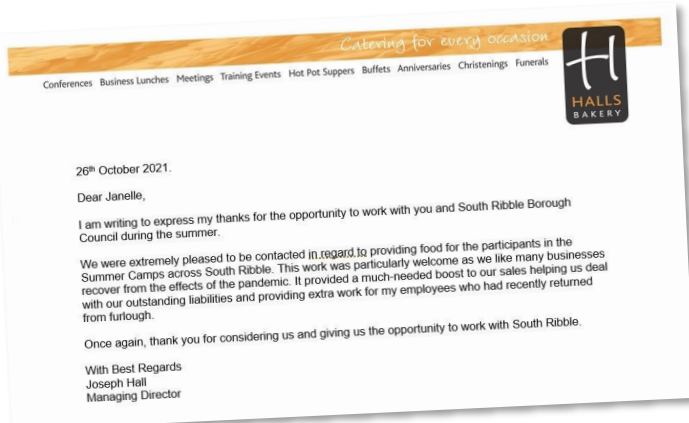 Catering for every occasion
Conferences Business Lunches Meetings Training Events Hot Pot Suppers Buffets Anniversaries Christenings Funerals
H
HALLS
BAKERY
26th October 2021.
Dear Janelle,
I am writing to express my thanks for the opportunity to work with you and South Ribble Borough
Council during the summer.
We were extremely pleased to be contacted in regard to providing food for the participants in the
Summer Camps across South Ribble. This work was particularly welcome as we like many businesses
recover from the effects of the pandemic. It provided a much-needed boost to our sales helping us deal
with our outstanding liabilities and providing extra work for my employees who had recently returned
from furlough.
Once again, thank you for considering us and giving us the opportunity to work with South Ribble.
With Best Regards
Joseph Hall
Managing Director